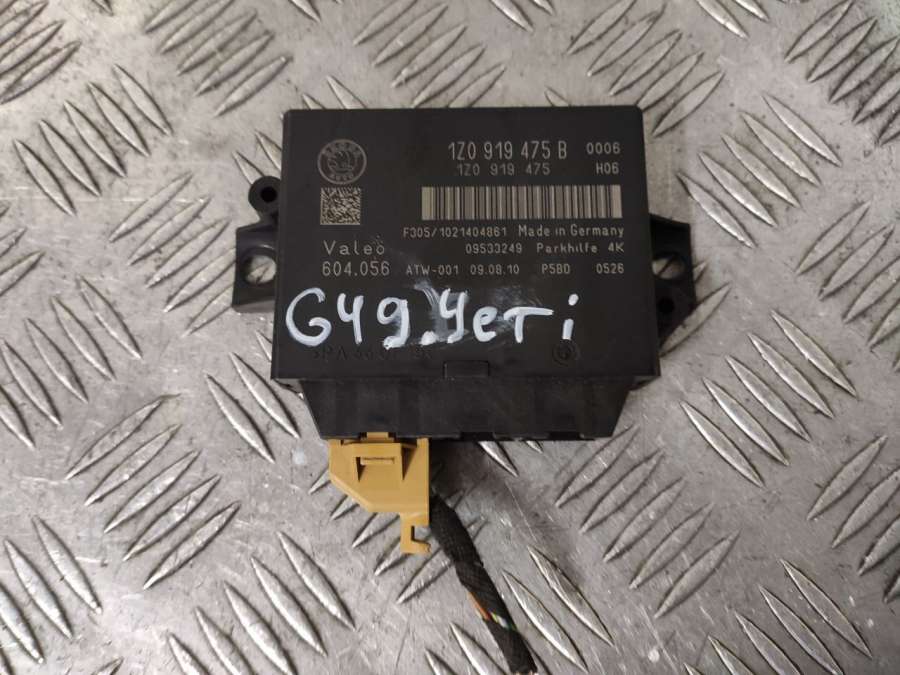 1Z0 919 475 B 0006
1Z0 919 475 H06
F305/1021404861 Made in Germany
Valeo 09533249 Parkhilfe 4K
604.056 ATW-001 09.08.10 P5BD 0526
G49.Yeti